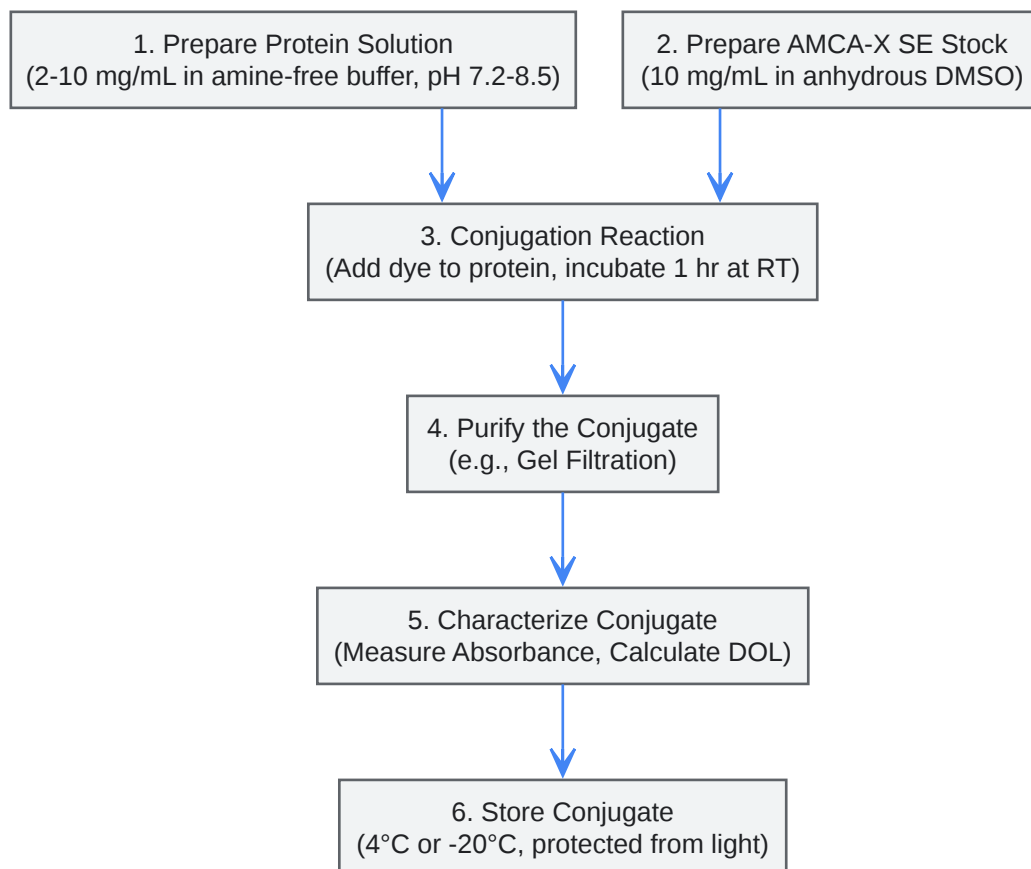 1. Prepare Protein Solution
(2-10 mg/mL in amine-free buffer, pH 7.2-8.5)
2. Prepare AMCA-X SE Stock
(10 mg/mL in anhydrous DMSO)
3. Conjugation Reaction
(Add dye to protein, incubate 1 hr at RT)
4. Purify the Conjugate
(e.g., Gel Filtration)
5. Characterize Conjugate
(Measure Absorbance, Calculate DOL)
6. Store Conjugate
(4°C or -20°C, protected from light)